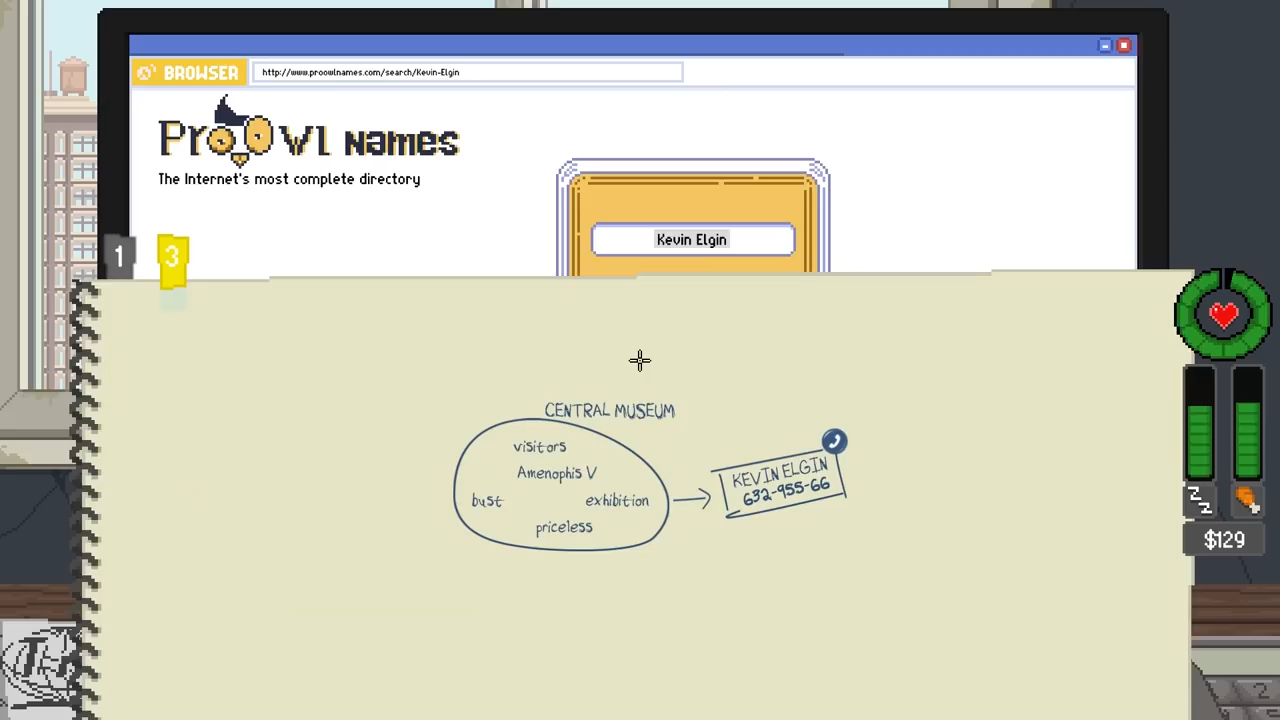 BROWSER
http://www.proowlnames.com/search/Kevin-Elgin
PrOOwl names
The Internet's most complete directory
Kevin Elgin
1
3
CENTRAL MUSEUM
visitors
Amenophis V
bust
exhibition
priceless
KEVIN ELGIN
632-955-66
Z
Z
$129
2